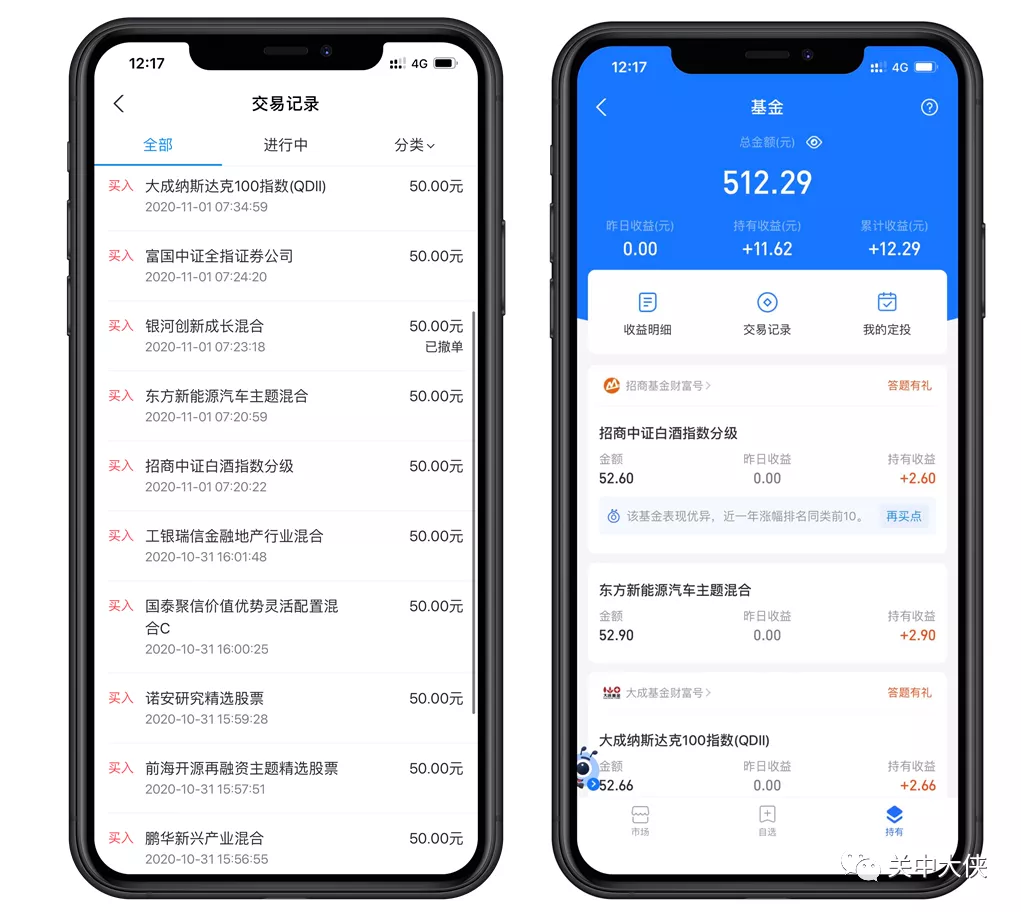 12:17
4G
交易记录
全部 进行中 分类
买入 大成纳斯达克100指数(QDII) 50.00元
2020-11-01 07:34:59
买入 富国中证全指证券公司 50.00元
2020-11-01 07:24:20
买入 银河创新成长混合 50.00元
2020-11-01 07:23:18 已撤单
买入 东方新能源汽车主题混合 50.00元
2020-11-01 07:20:59
买入 招商中证白酒指数分级 50.00元
2020-11-01 07:20:22
买入 工银瑞信金融地产行业混合 50.00元
2020-10-31 16:01:48
买入 国泰聚信价值优势灵活配置混 50.00元
合C
2020-10-31 16:00:25
买入 诺安研究精选股票 50.00元
2020-10-31 15:59:28
买入 前海开源再融资主题精选股票 50.00元
2020-10-31 15:57:51
买入 鹏华新兴产业混合 50.00元
2020-10-31 15:56:55
12:17
4G
基金
总金额(元)
512.29
昨日收益(元) 持有收益(元) 累计收益(元)
0.00 +11.62 +12.29
收益明细 交易记录 我的定投
招商基金财富号 答题有礼
招商中证白酒指数分级
金额 昨日收益 持有收益
52.60 0.00 +2.60
该基金表现优异，近一年涨幅排名同类前10。 再买点
东方新能源汽车主题混合
金额 昨日收益 持有收益
52.90 0.00 +2.90
大成基金 大成基金财富号 答题有礼
大成纳斯达克100指数(QDII)
金额 昨日收益 持有收益
52.66 0.00 +2.66
市场 自选 持有
关中大侠